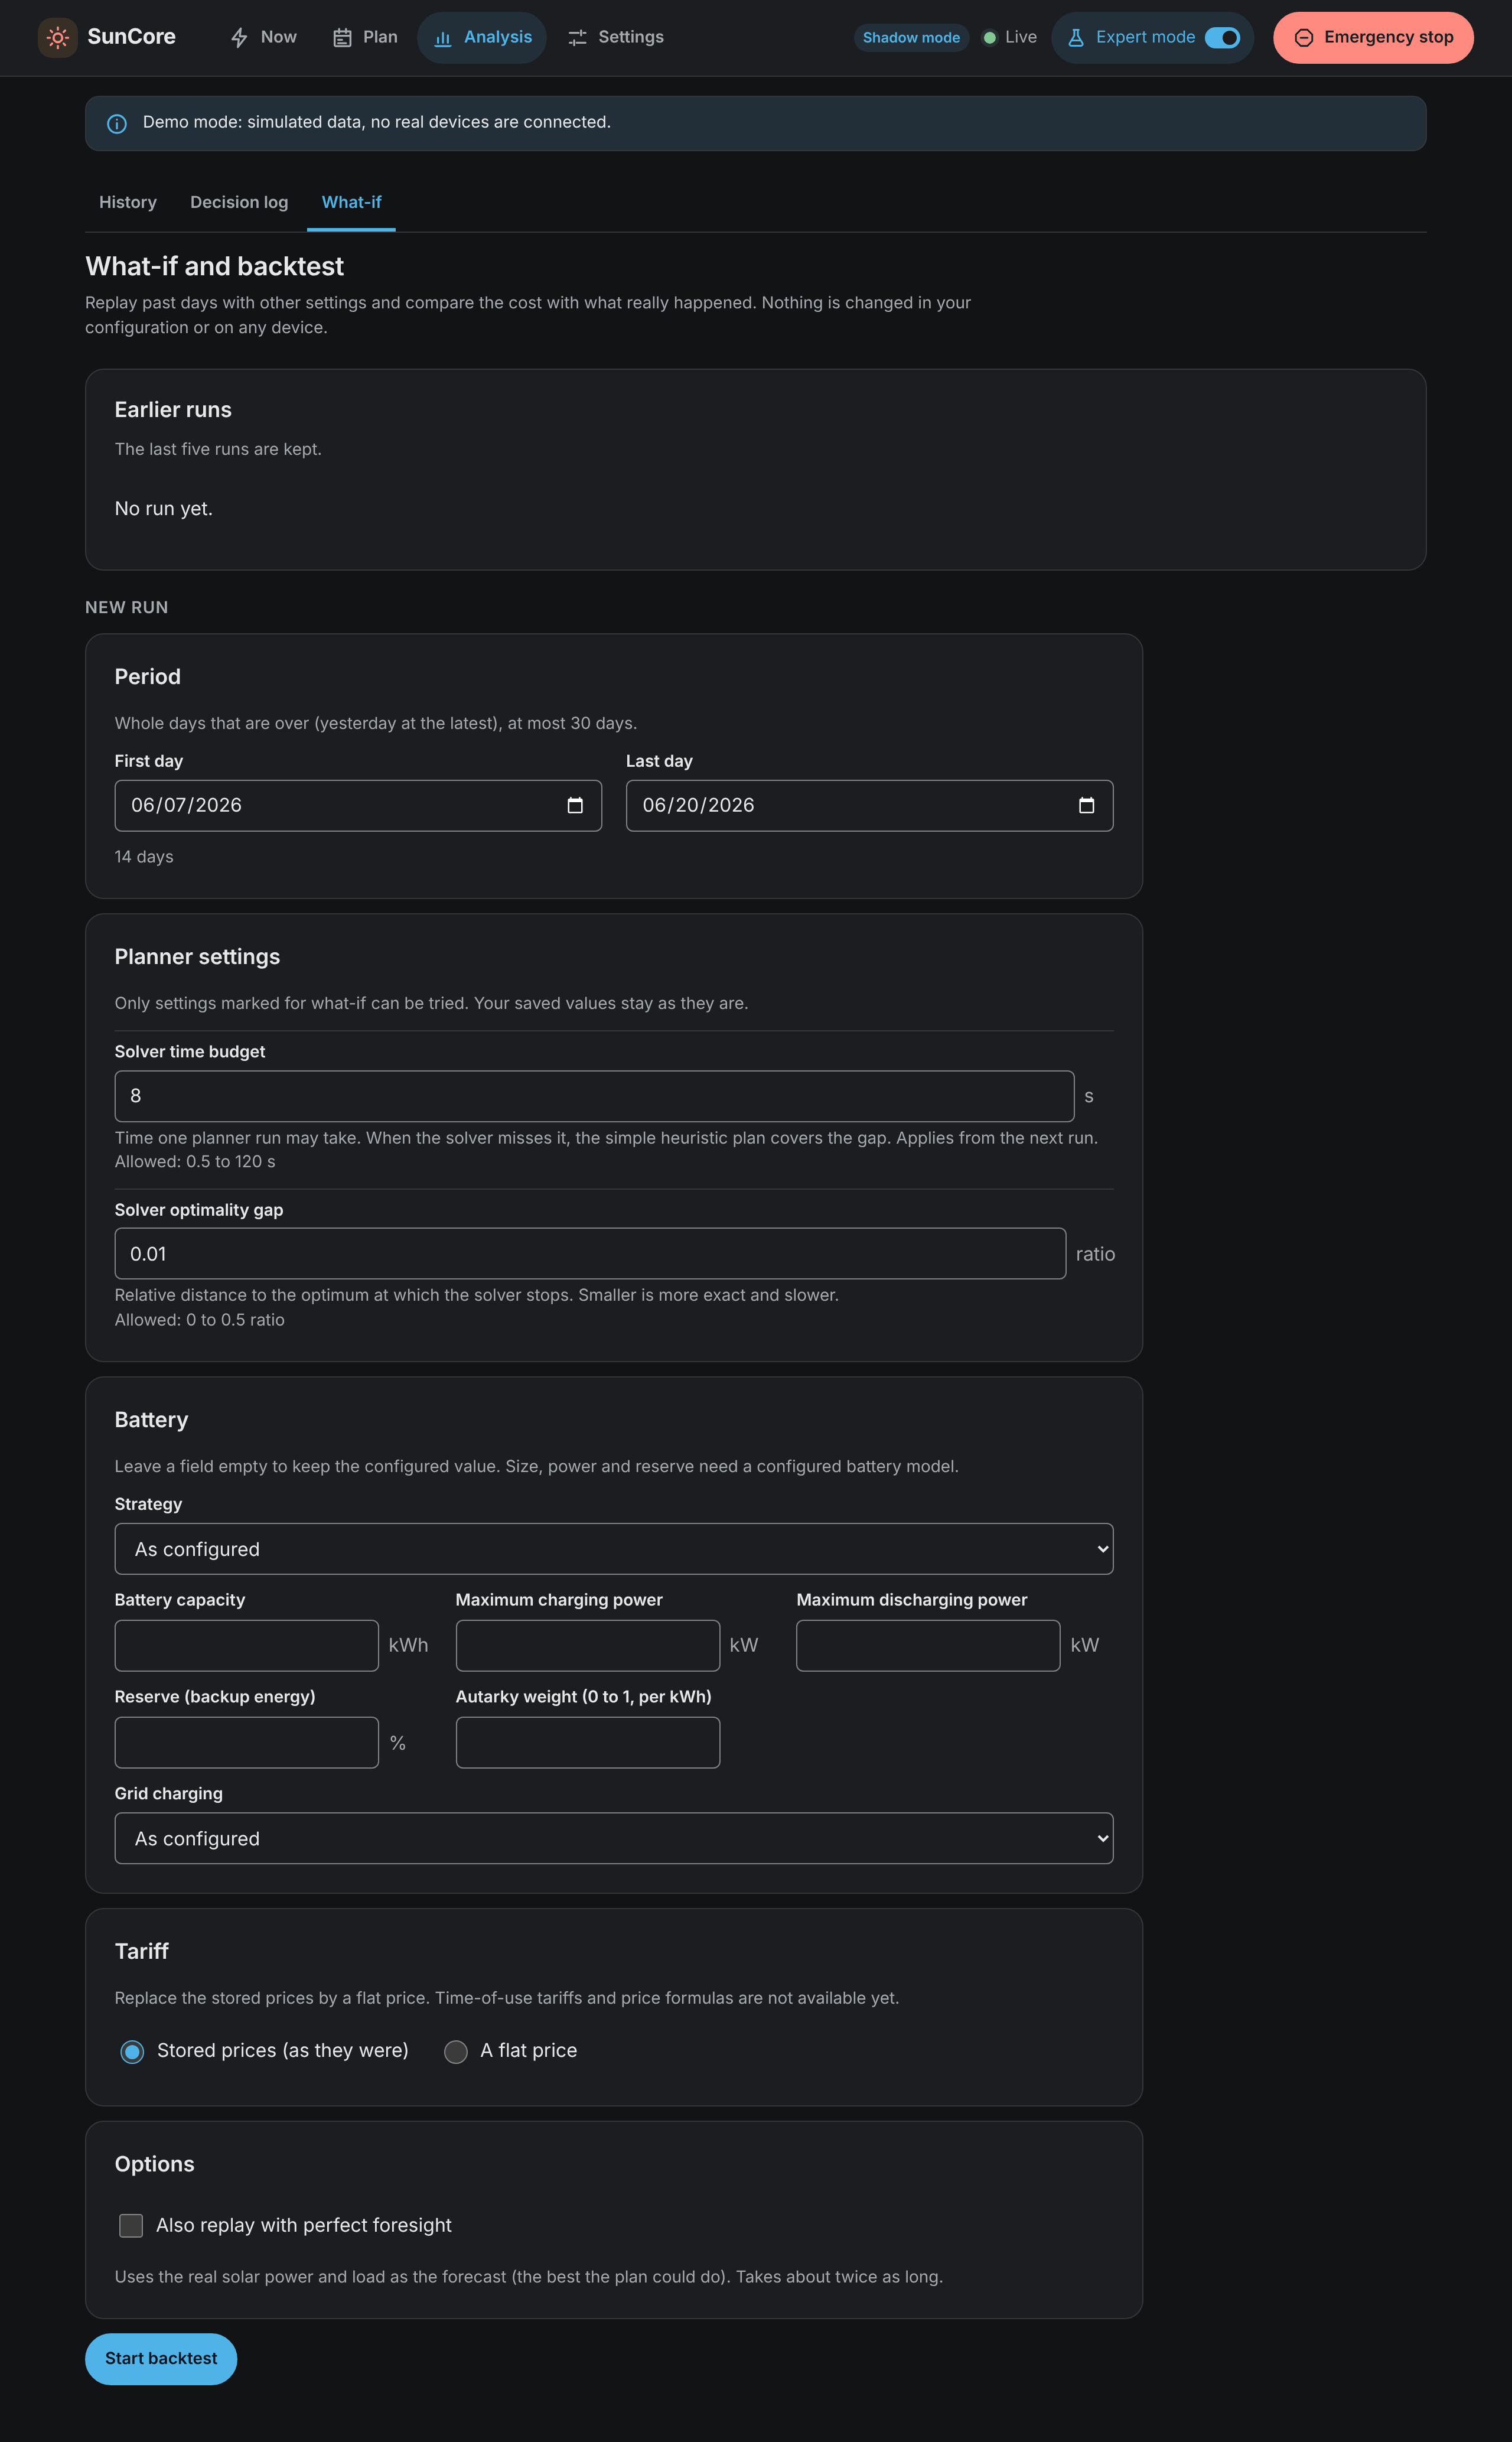 SunCore
Now
Plan
Analysis
Settings
Shadow mode
Live
Expert mode
Emergency stop
Demo mode: simulated data, no real devices are connected.
History
Decision log
What-if
What-if and backtest
Replay past days with other settings and compare the cost with what really happened. Nothing is changed in your
configuration or on any device.
Earlier runs
The last five runs are kept.
No run yet.
NEW RUN
Period
Whole days that are over (yesterday at the latest), at most 30 days.
First day
Last day
06/07/2026
06/20/2026
14 days
Planner settings
Only settings marked for what-if can be tried. Your saved values stay as they are.
Solver time budget
8
s
Time one planner run may take. When the solver misses it, the simple heuristic plan covers the gap. Applies from the next run.
Allowed: 0.5 to 120 s
Solver optimality gap
0.01
ratio
Relative distance to the optimum at which the solver stops. Smaller is more exact and slower.
Allowed: 0 to 0.5 ratio
Battery
Leave a field empty to keep the configured value. Size, power and reserve need a configured battery model.
Strategy
As configured
Battery capacity
Maximum charging power
Maximum discharging power
kWh
kW
kW
Reserve (backup energy)
Autarky weight (0 to 1, per kWh)
%
Grid charging
As configured
Tariff
Replace the stored prices by a flat price. Time-of-use tariffs and price formulas are not available yet.
Stored prices (as they were)
A flat price
Options
Also replay with perfect foresight
Uses the real solar power and load as the forecast (the best the plan could do). Takes about twice as long.
Start backtest